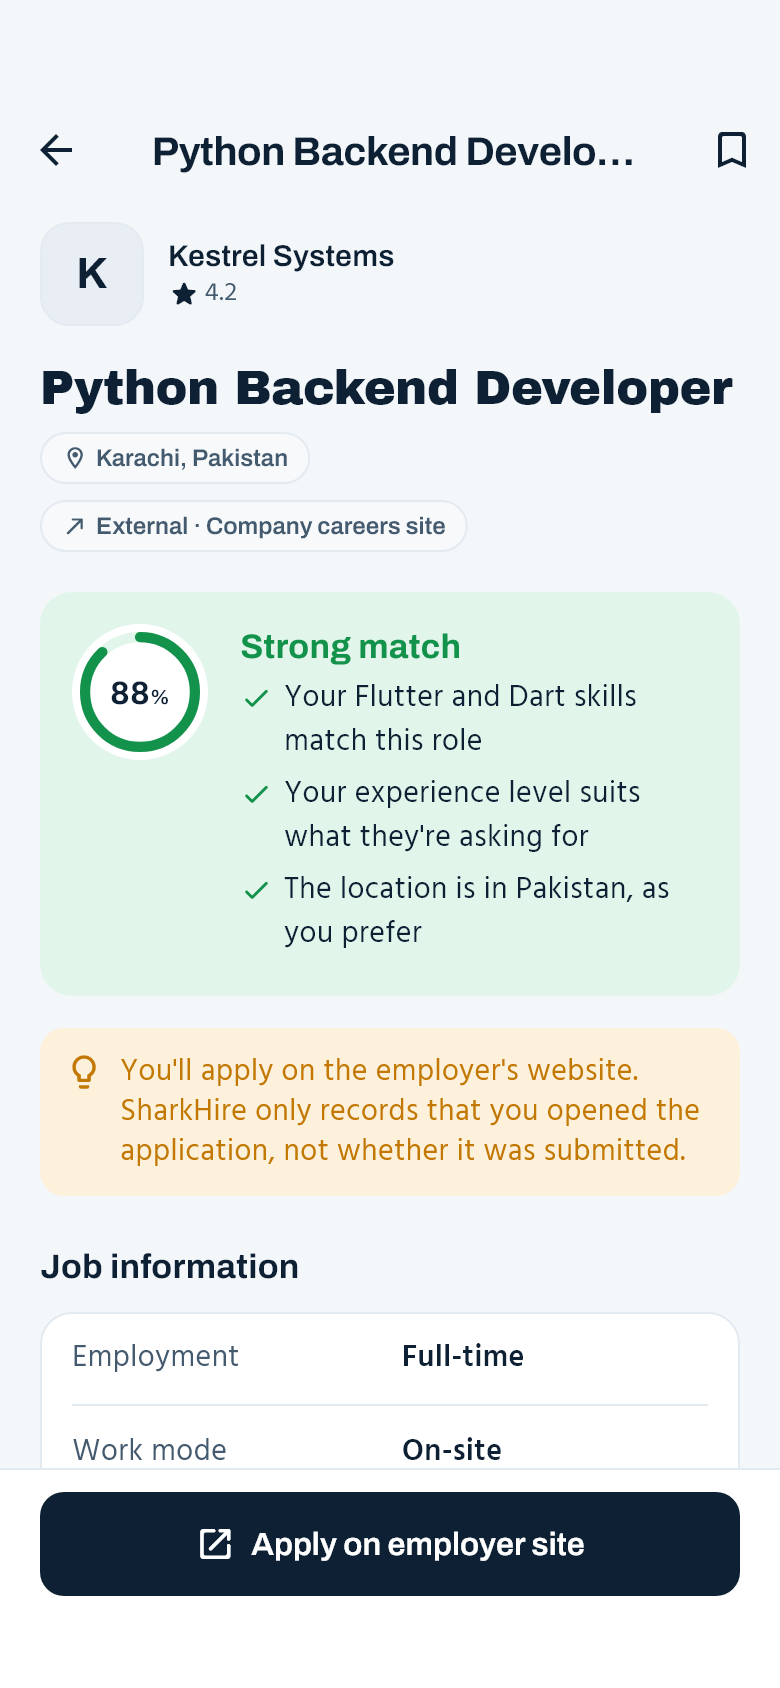 Python Backend Develo...
K
Kestrel Systems
4.2
Python Backend Developer
Karachi, Pakistan
External · Company careers site
88%
Strong match
Your Flutter and Dart skills
match this role
Your experience level suits
what they're asking for
The location is in Pakistan, as
you prefer
You'll apply on the employer's website.
SharkHire only records that you opened the
application, not whether it was submitted.
Job information
Employment Full-time
Work mode On-site
Apply on employer site